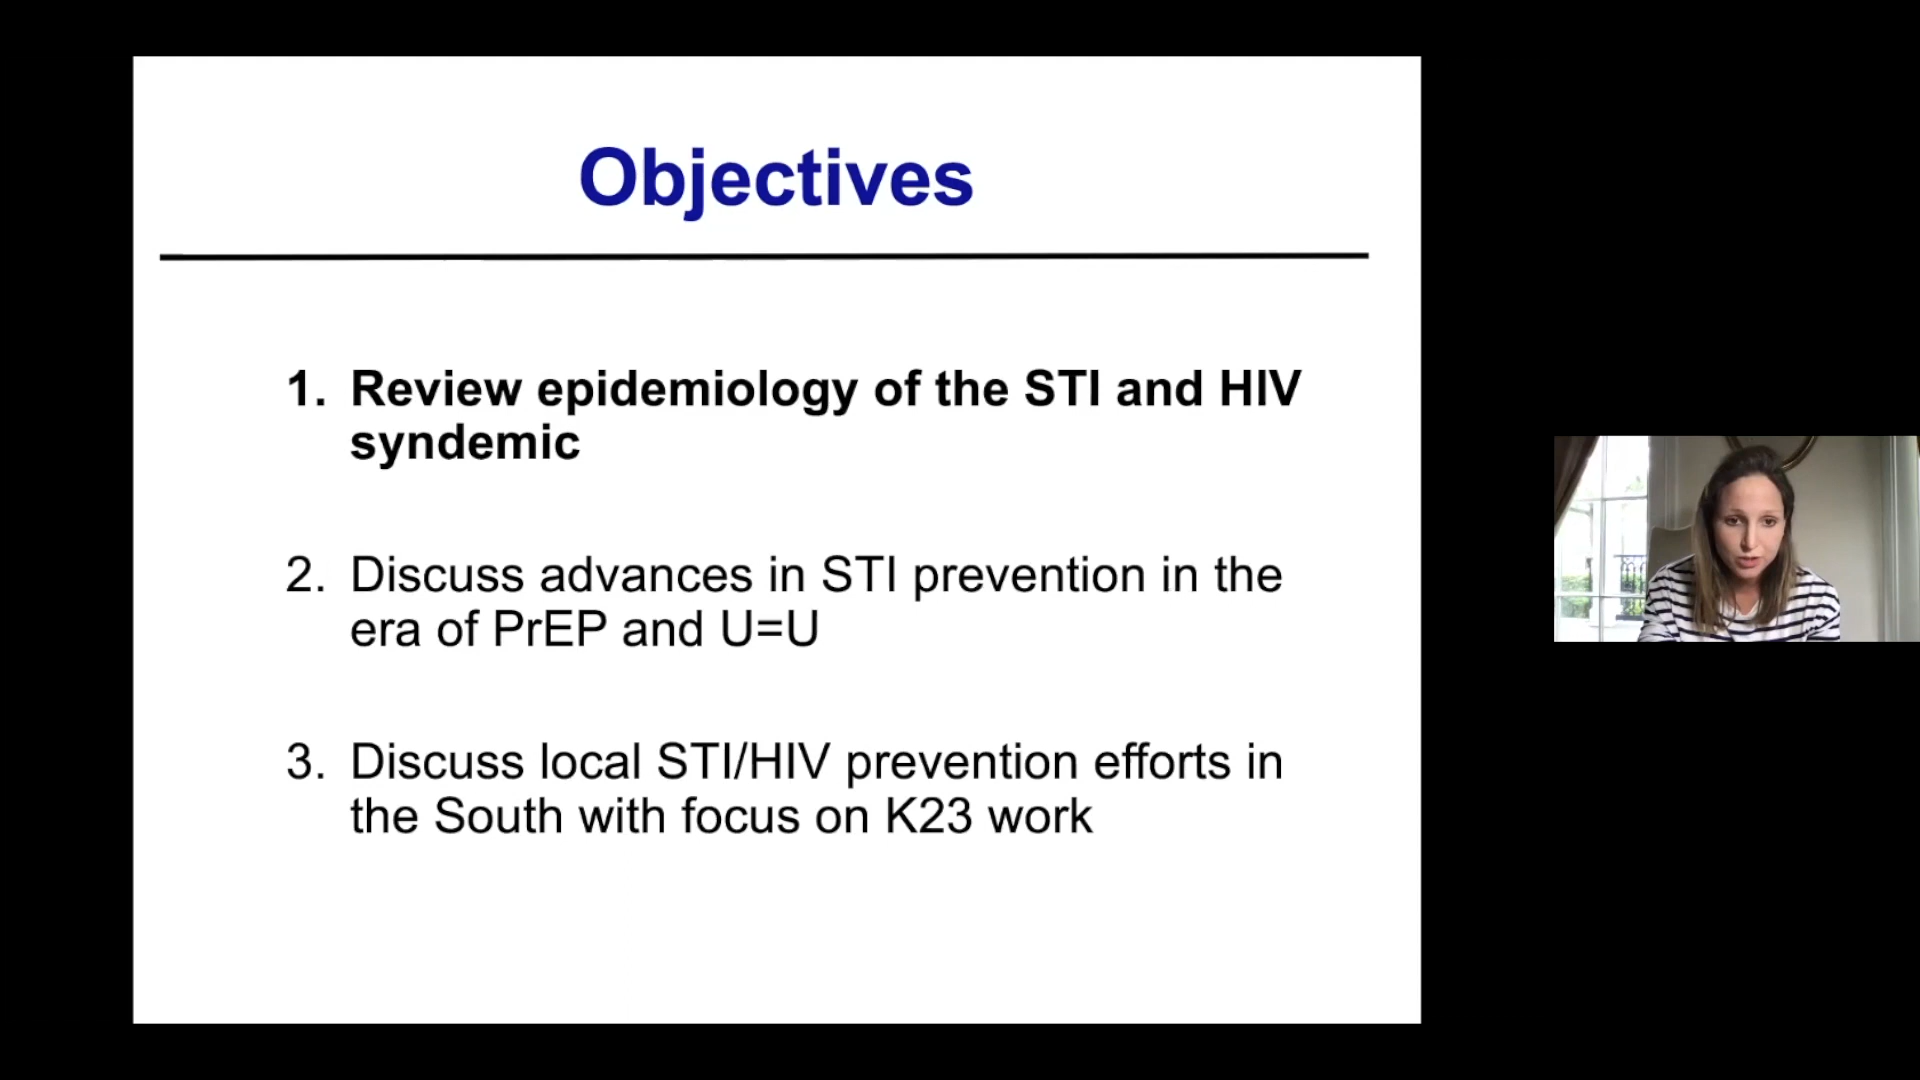 Objectives
1. Review epidemiology of the STI and HIV
syndemic
2. Discuss advances in STI prevention in the
era of PrEP and U=U
3. Discuss local STI/HIV prevention efforts in
the South with focus on K23 work